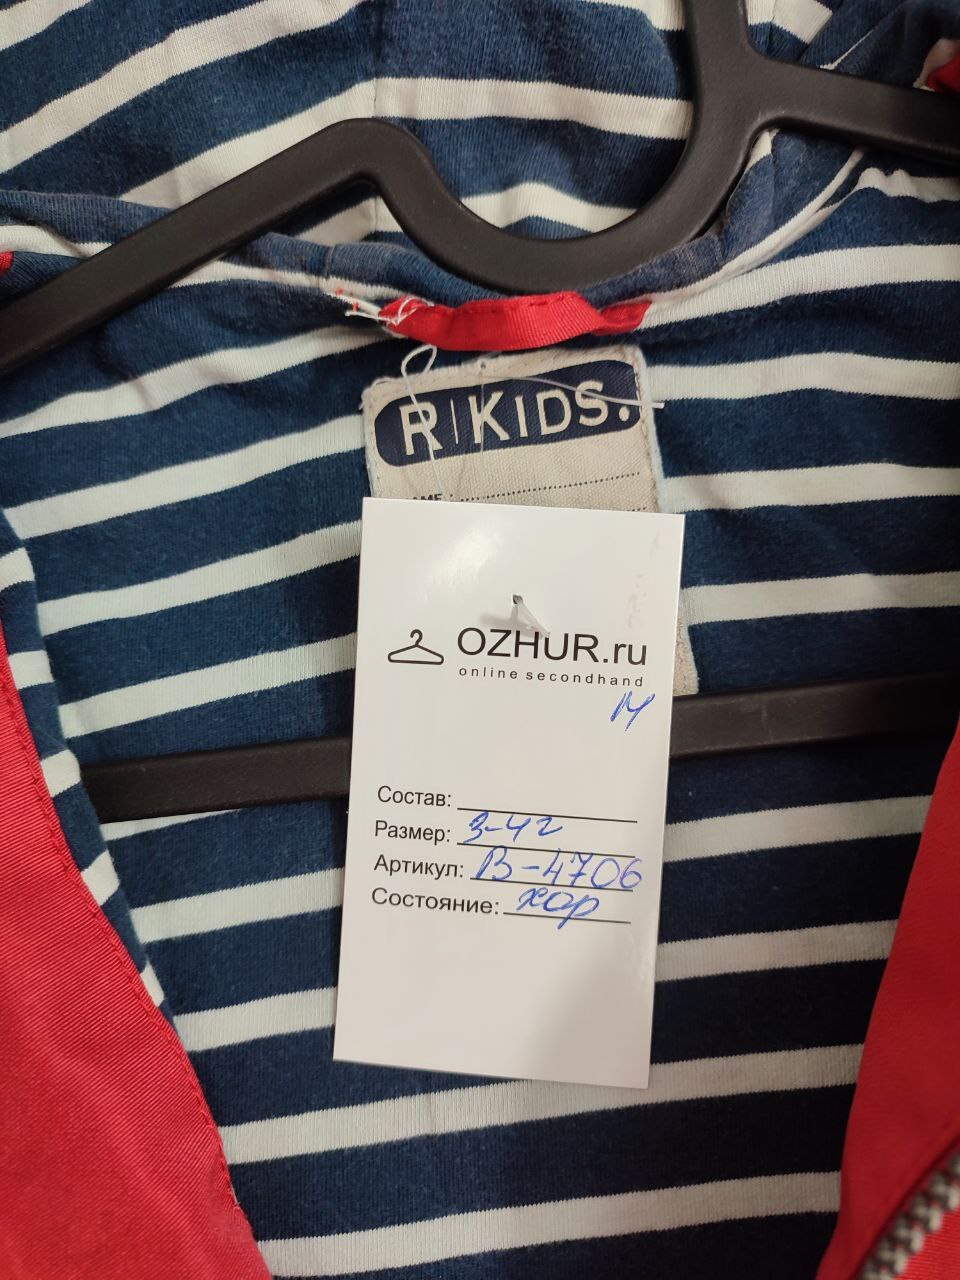 R|KIDS.
OZHUR.ru
online secondhand
М
Состав:
Размер: 3-4г
Артикул: В-4706
Состояние: хор